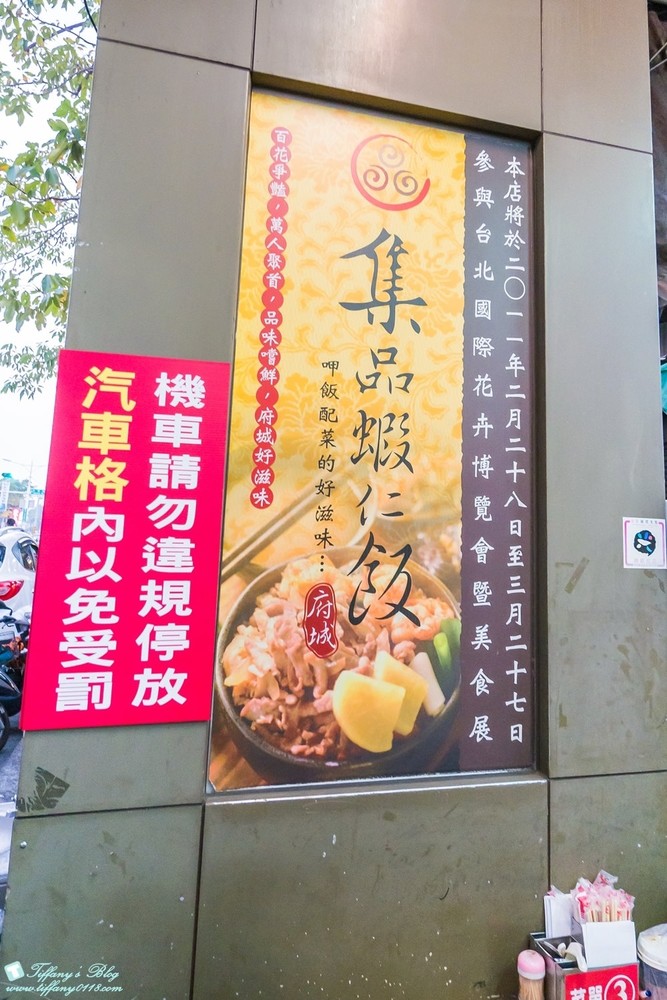 本店將於二〇一一年二月二十八日至三月二十七日
參與台北國際花卉博覽會暨美食展
集品蝦仁飯
呷飯配菜的好滋味…
府城
百花爭豔，萬人聚首，品味嚐鮮，府城好滋味
機車請勿違規停放
汽車格內以免受罰
菜單③
Tiffany's Blog
www.tiffany0118.com